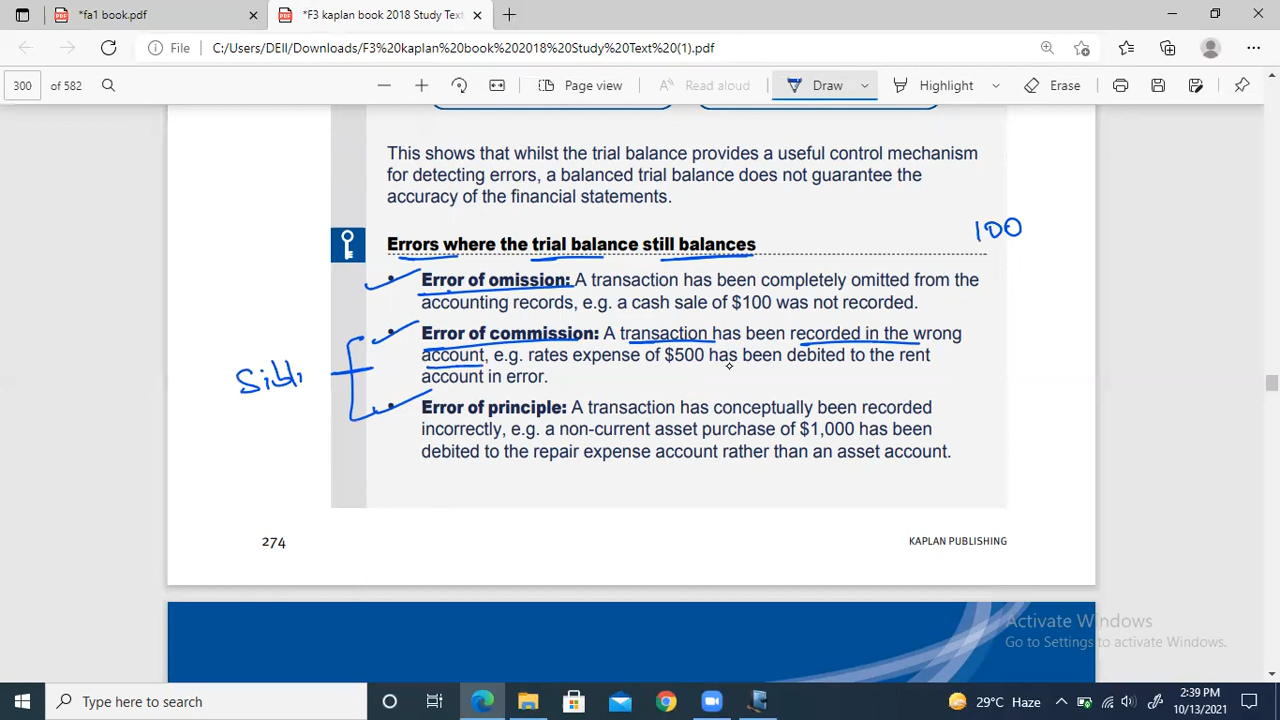 *fa1 book.pdf
*F3 kaplan book 2018 Study Text
File C:/Users/DEll/Downloads/F3%20kaplan%20book%202018%20Study%20Text%20(1).pdf
300 of 582
Page view
Read aloud
Draw
Highlight
Erase
This shows that whilst the trial balance provides a useful control mechanism
for detecting errors, a balanced trial balance does not guarantee the
accuracy of the financial statements.
100
Errors where the trial balance still balances
• Error of omission: A transaction has been completely omitted from the
accounting records, e.g. a cash sale of $100 was not recorded.
• Error of commission: A transaction has been recorded in the wrong
account, e.g. rates expense of $500 has been debited to the rent
account in error.
• Error of principle: A transaction has conceptually been recorded
incorrectly, e.g. a non-current asset purchase of $1,000 has been
debited to the repair expense account rather than an asset account.
274
KAPLAN PUBLISHING
Activate Windows
Go to Settings to activate Windows.
Type here to search
29°C Haze
2:39 PM
10/13/2021